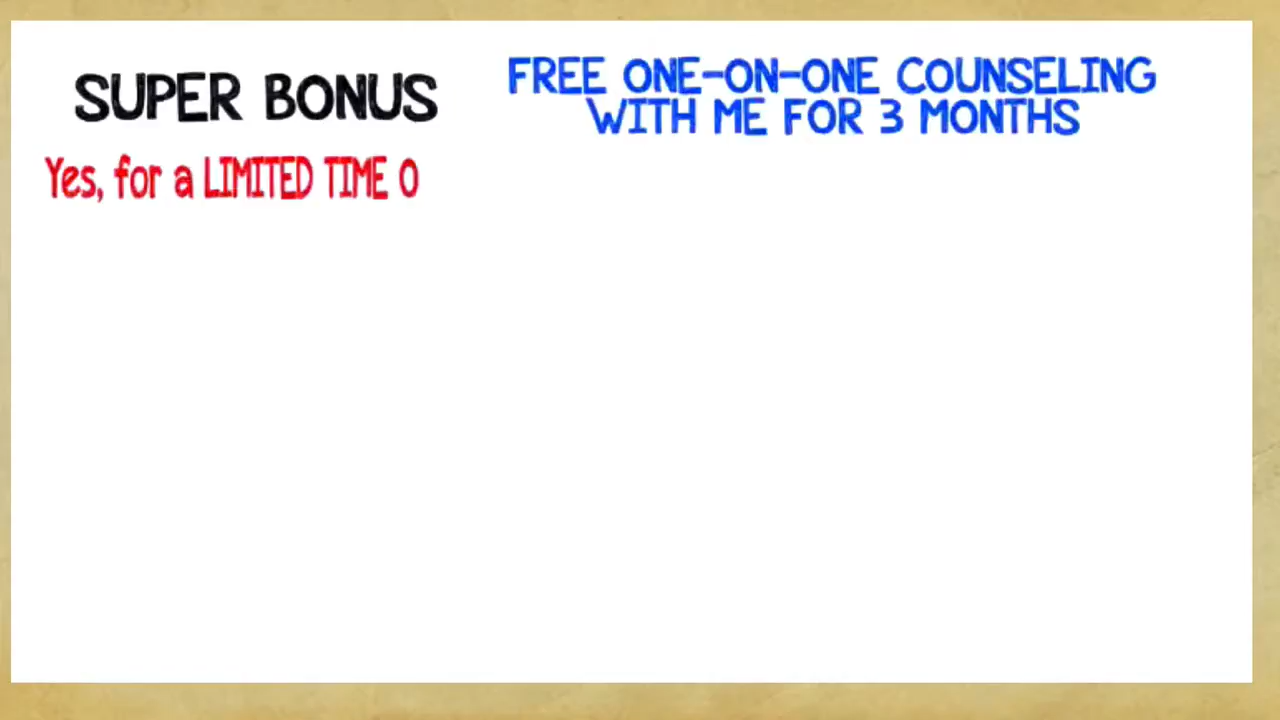 SUPER BONUS
FREE ONE-ON-ONE COUNSELING
WITH ME FOR 3 MONTHS
Yes, for a LIMITED TIME O